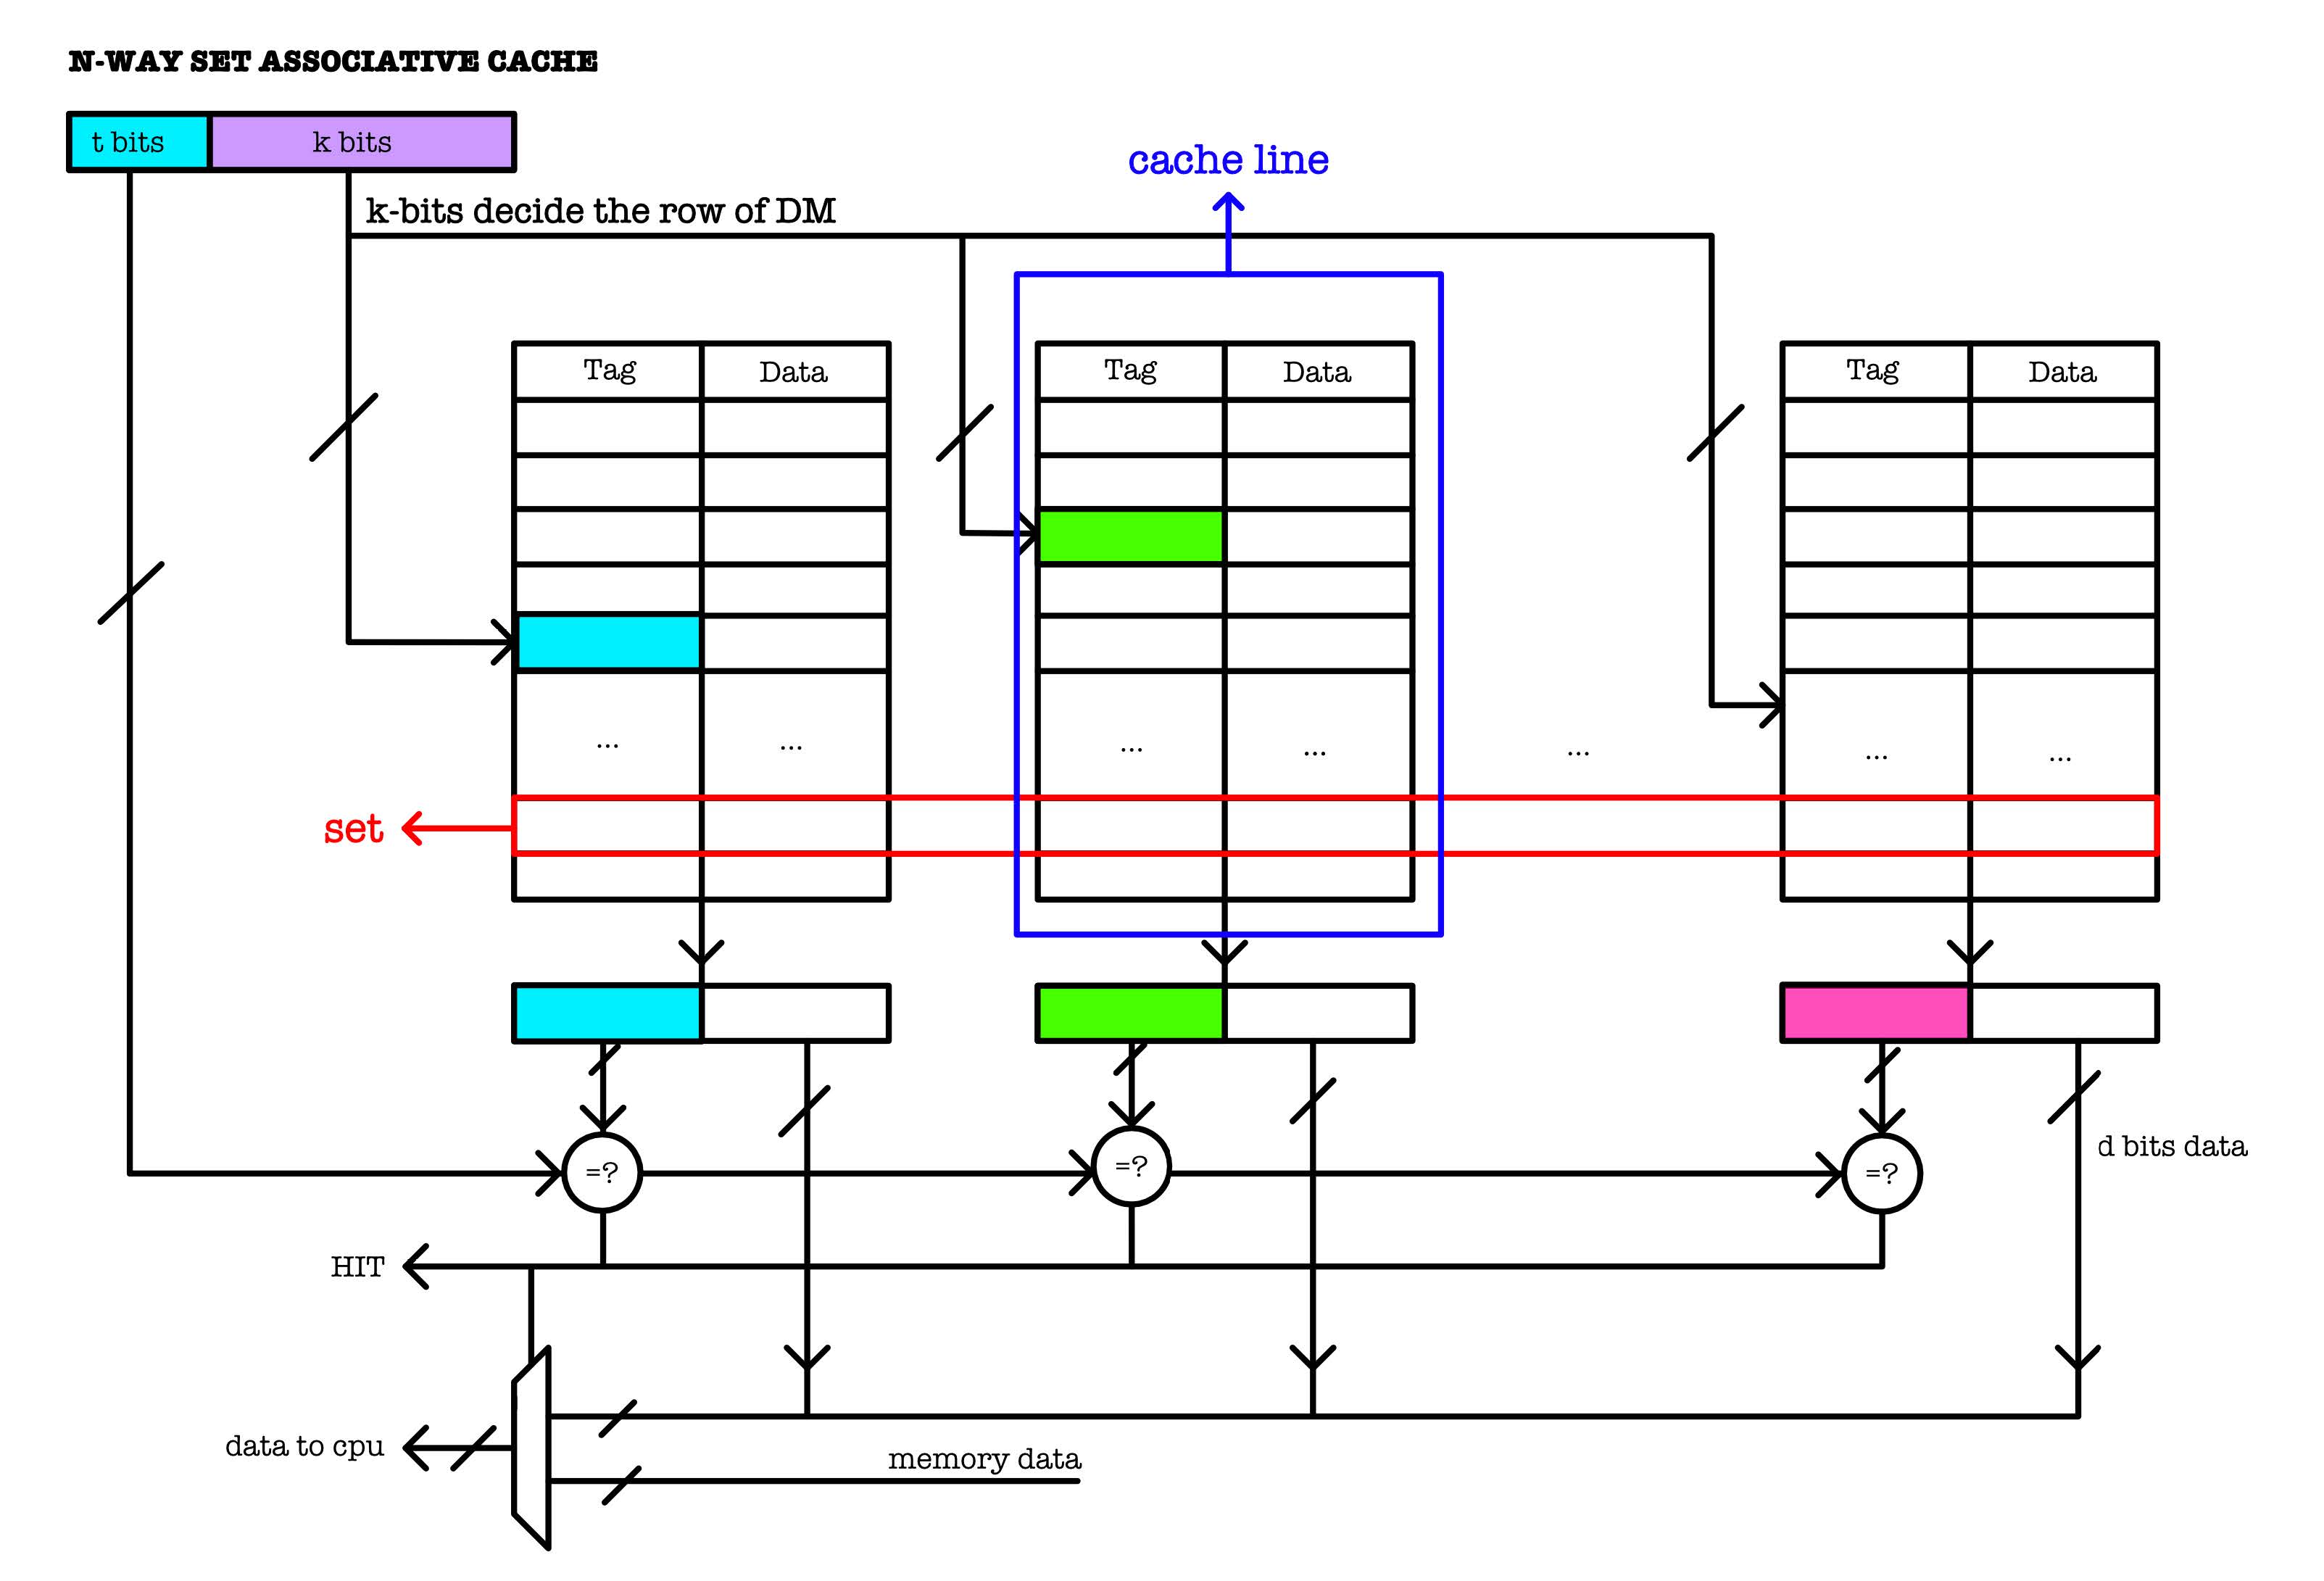 N-WAY SET ASSOCIATIVE CACHE
t bits k bits
cache line
k-bits decide the row of DM
Tag Data Tag Data Tag Data
... ... ... ... ... ... ...
set
=? =? =?
d bits data
HIT
data to cpu
memory data